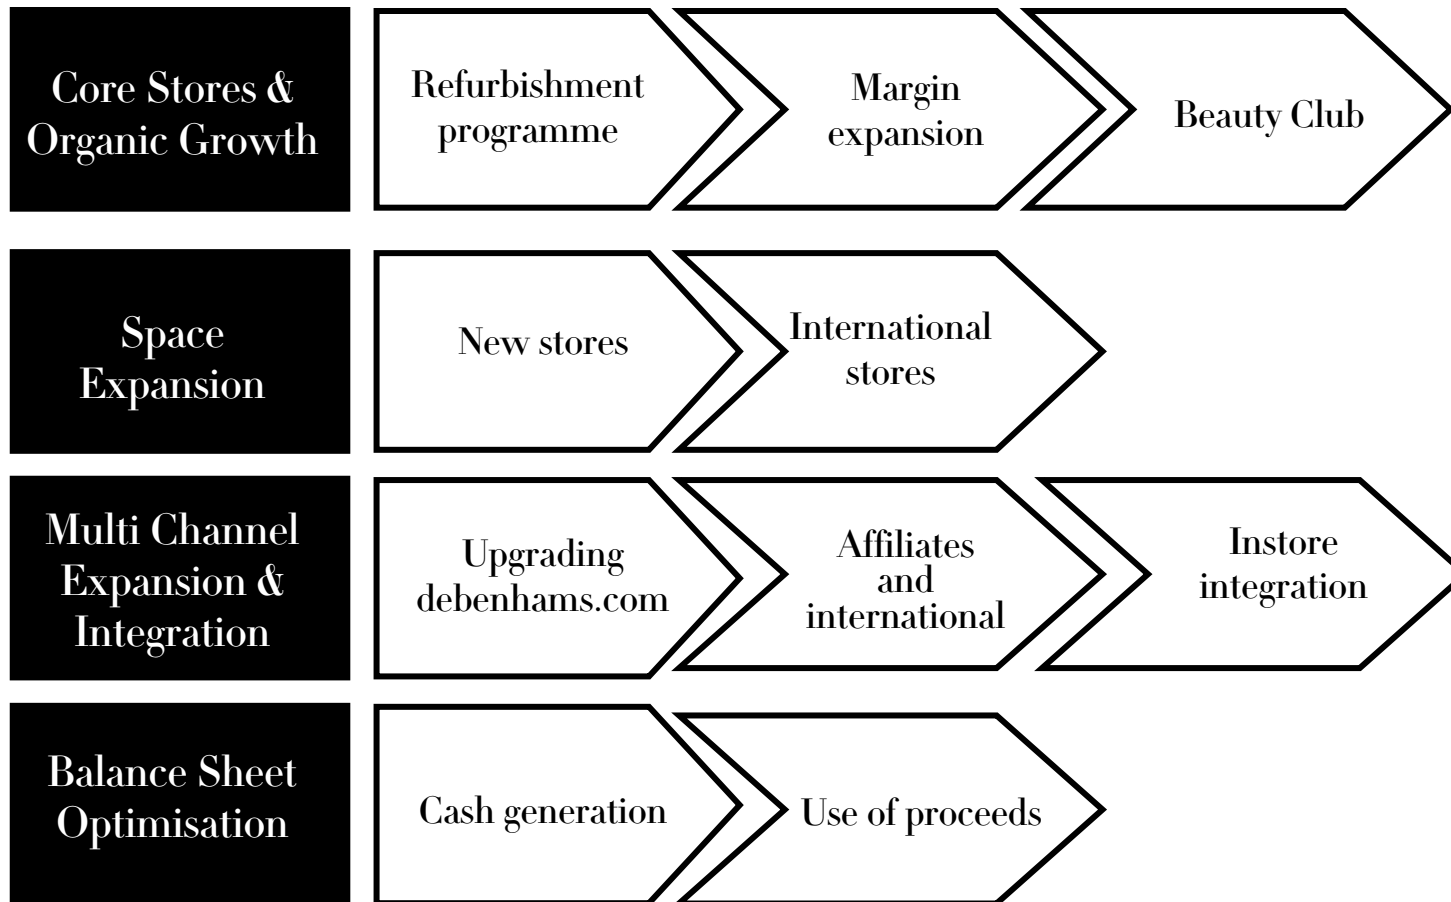 Core Stores &
Organic Growth
Refurbishment
programme
Margin
expansion
Beauty Club
Space
Expansion
New stores
International
stores
Multi Channel
Expansion &
Integration
Upgrading
debenhams.com
Affiliates
and
international
Instore
integration
Balance Sheet
Optimisation
Cash generation
Use of proceeds